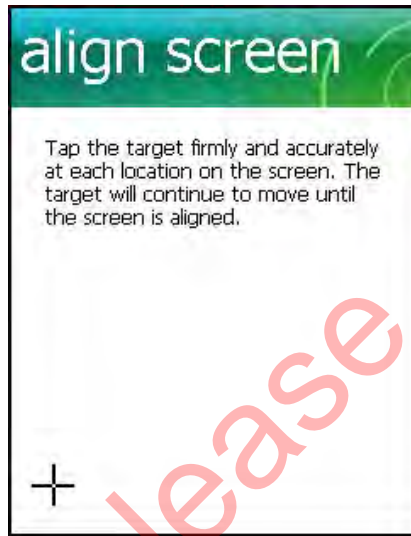 align screen
Tap the target firmly and accurately
at each location on the screen. The
target will continue to move until
the screen is aligned.
lease